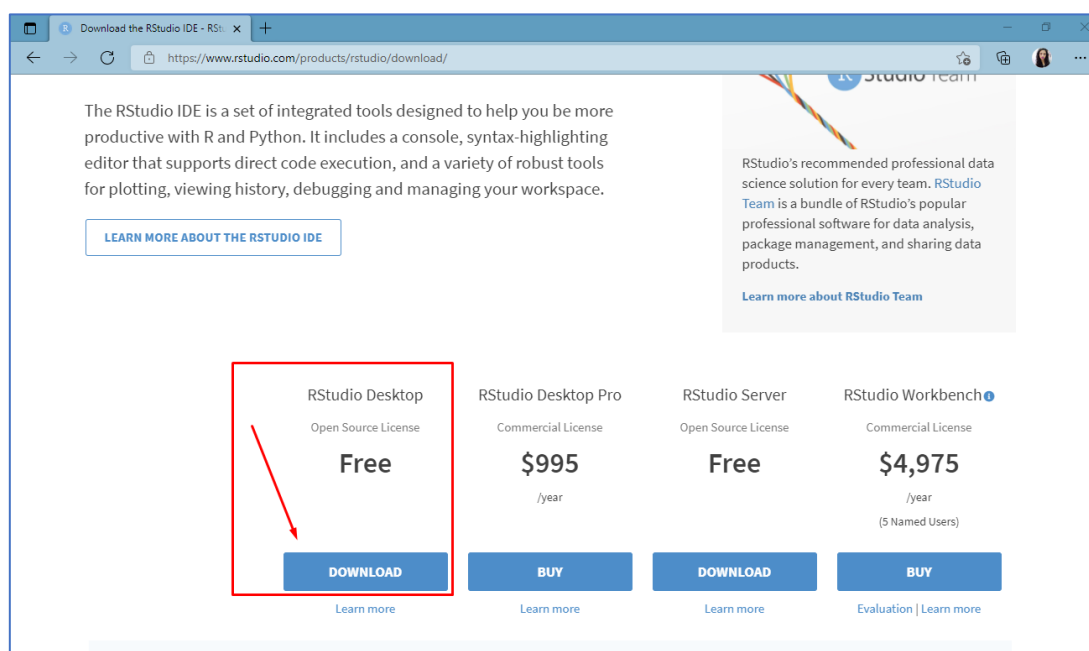 Download the RStudio IDE - RSt
https://www.rstudio.com/products/rstudio/download/
R Studio Team
The RStudio IDE is a set of integrated tools designed
to help you be more
productive with R and Python. It includes a console, syntax-highlighting
editor that supports direct code execution, and a variety of robust tools
for plotting, viewing history, debugging and managing your workspace.
LEARN MORE ABOUT THE RSTUDIO IDE
RStudio's recommended professional data
science solution for every team. RStudio
Team is a bundle of RStudio's popular
professional software for data analysis,
package management, and sharing data
products.
Learn more about RStudio Team
RStudio Desktop
Open Source License
Free
DOWNLOAD
Learn more
RStudio Desktop Pro
Commercial License
$995
/year
BUY
Learn more
RStudio Server
Open Source License
Free
DOWNLOAD
Learn more
RStudio Workbench
Commercial License
$4,975
/year
(5 Named Users)
BUY
Evaluation | Learn more